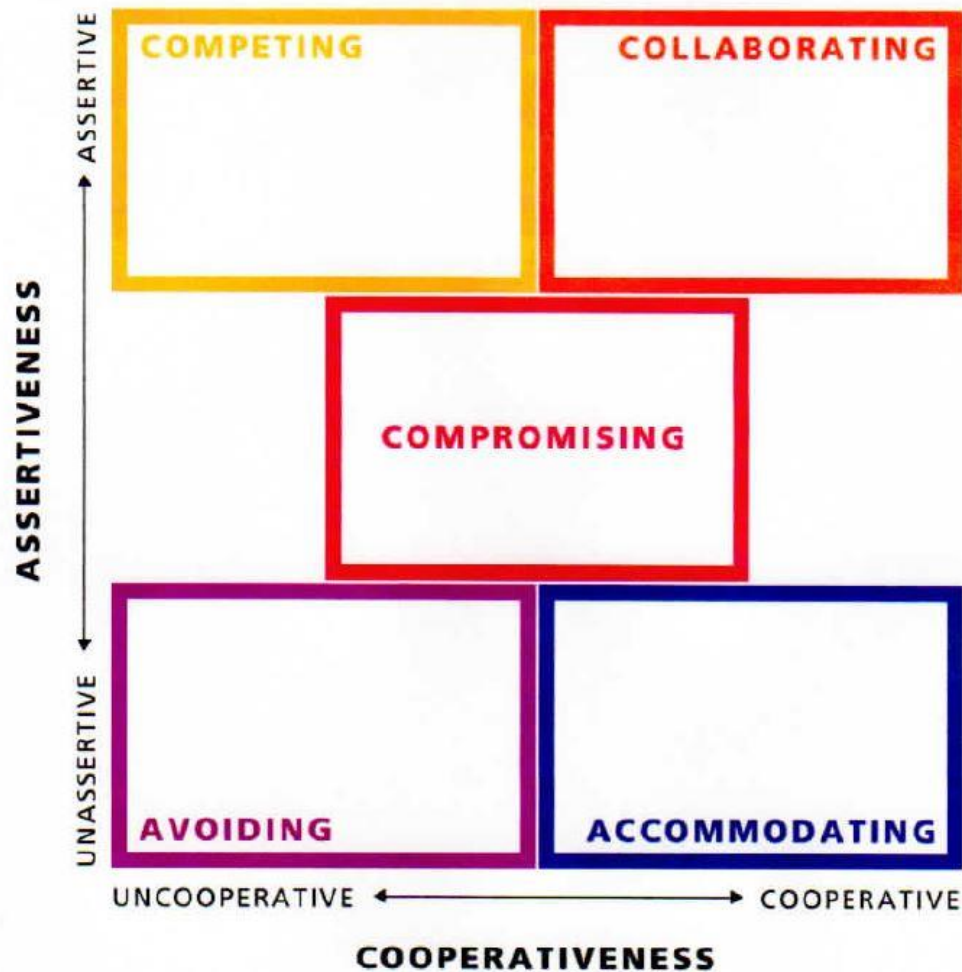 COMPETING
COLLABORATING
ASSERTIVE
ASSERTIVENESS
COMPROMISING
UNASSERTIVE
AVOIDING
ACCOMMODATING
UNCOOPERATIVE
COOPERATIVE
COOPERATIVENESS